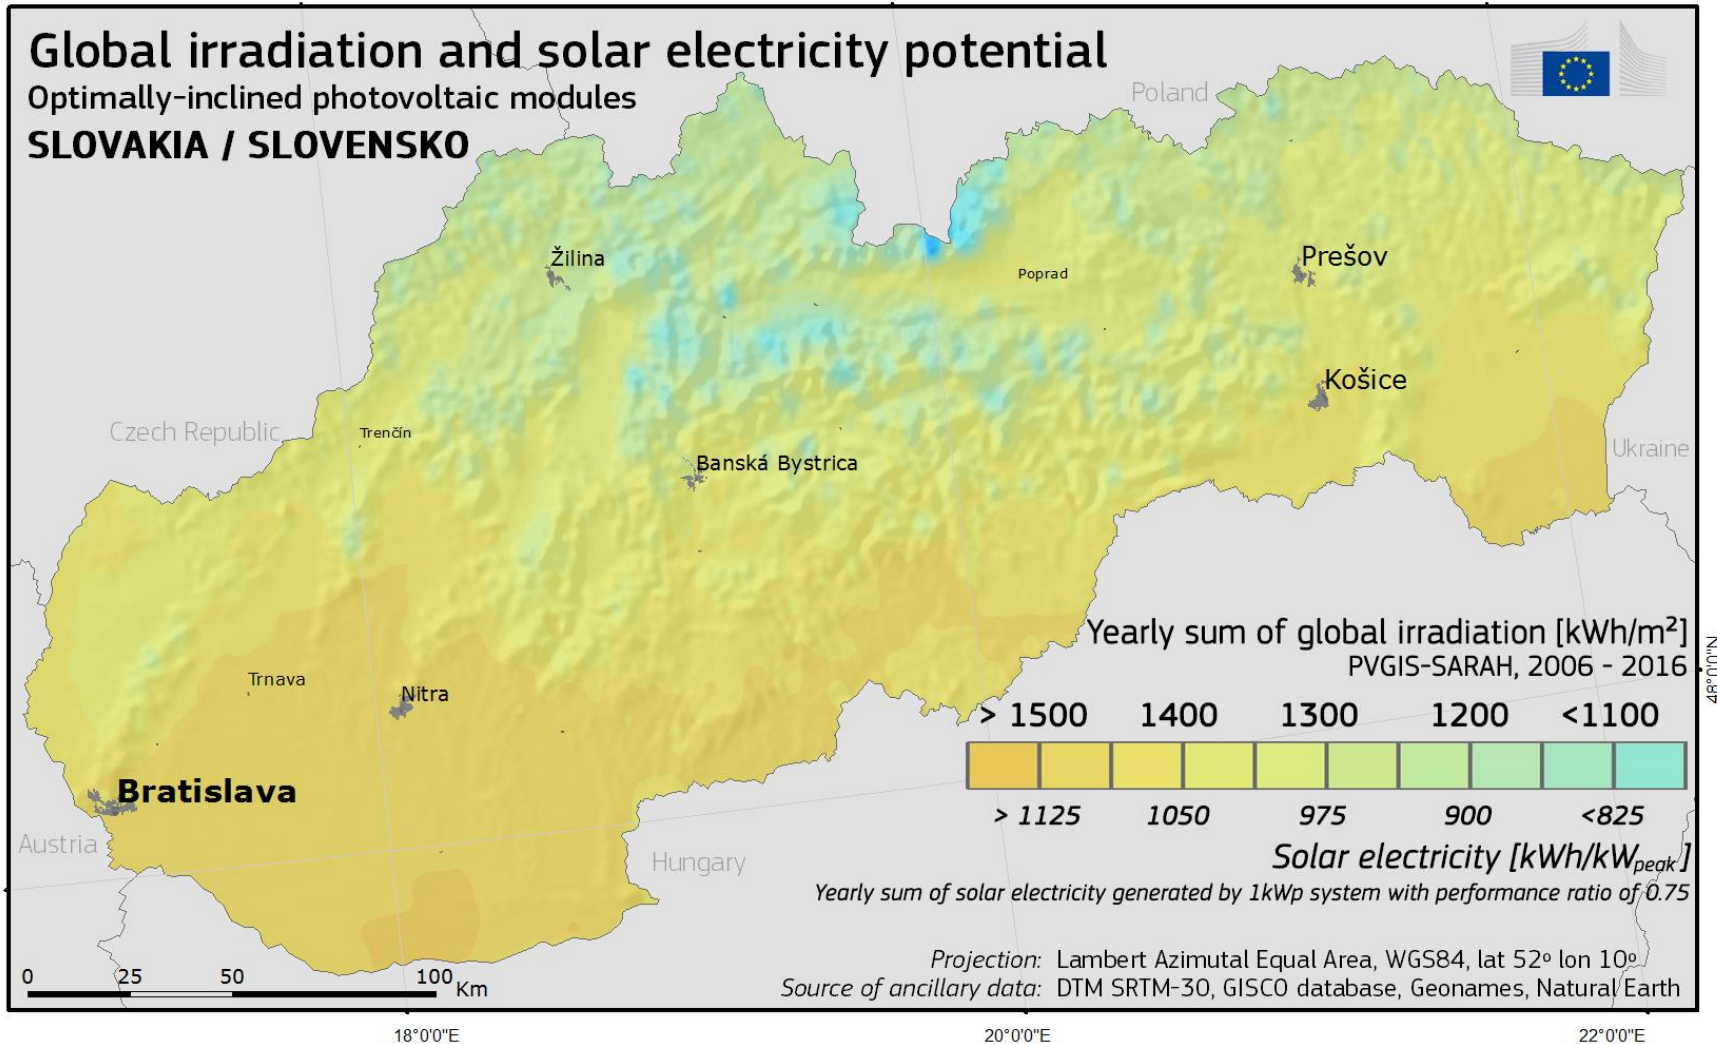 Global irradiation and solar electricity potential
Optimally-inclined photovoltaic modules
SLOVAKIA / SLOVENSKO
Poland
Žilina
Poprad
Prešov
Košice
Czech Republic
Trenčín
Banská Bystrica
Ukraine
Trnava
Nitra
Bratislava
Austria
Hungary
Yearly sum of global irradiation [kWh/m²]
PVGIS-SARAH, 2006 - 2016
> 1500 1400 1300 1200 <1100
> 1125 1050 975 900 <825
Solar electricity [kWh/kWpeak]
Yearly sum of solar electricity generated by 1kWp system with performance ratio of 0.75
Projection: Lambert Azimutal Equal Area, WGS84, lat 52º lon 10º
Source of ancillary data: DTM SRTM-30, GISCO database, Geonames, Natural Earth
0 25 50 100 Km
48°0'0"N
18°0'0"E 20°0'0"E 22°0'0"E